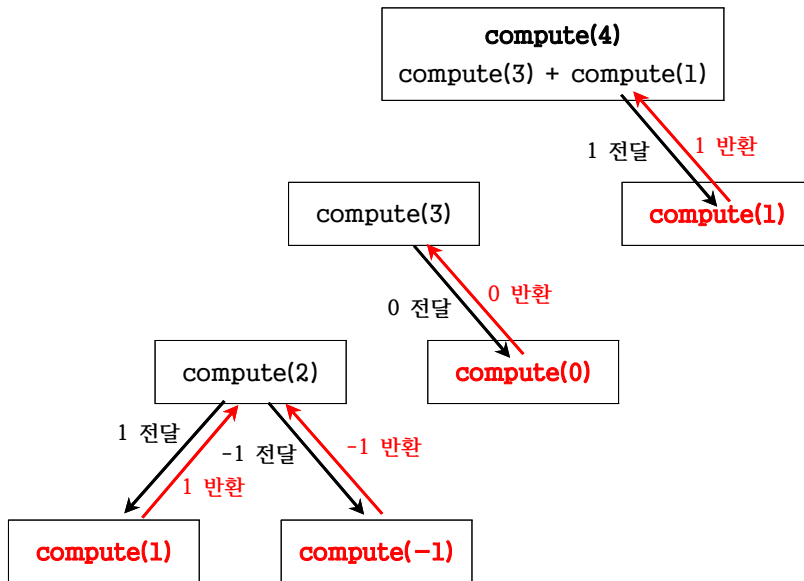 compute(4)
compute(3) + compute(1)
1 전달
1 반환
compute(3)
compute(1)
0 전달
0 반환
compute(2)
compute(0)
1 전달
1 반환
-1 전달
-1 반환
compute(1)
compute(-1)